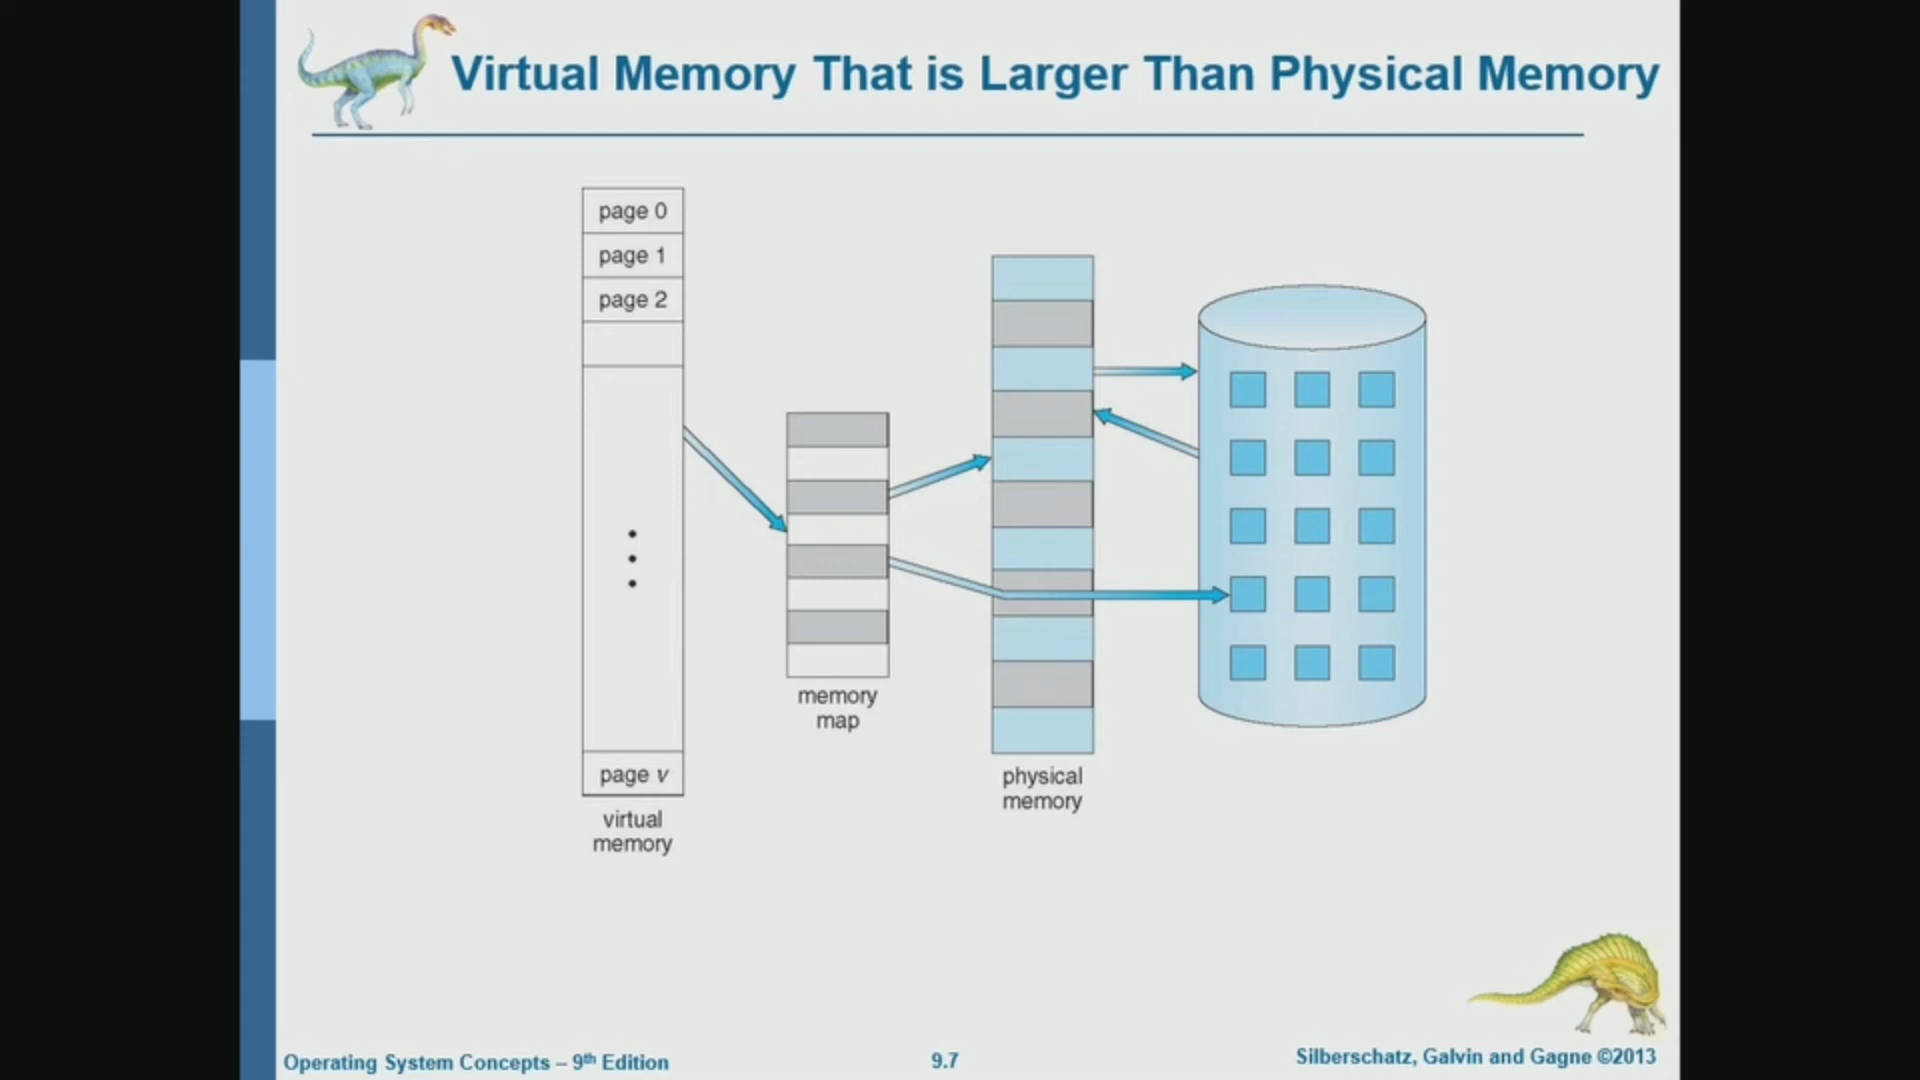 Virtual Memory That is Larger Than Physical Memory
page 0
page 1
page 2
page v
virtual
memory
memory
map
physical
memory
Operating System Concepts – 9th Edition
9.7
Silberschatz, Galvin and Gagne ©2013